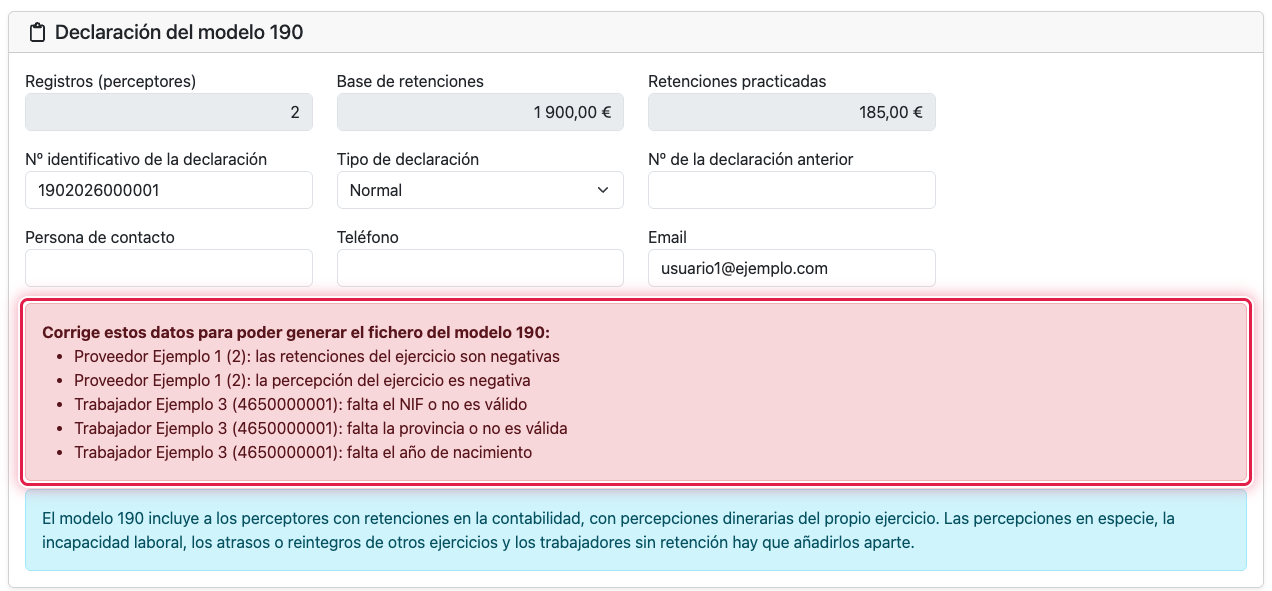 Declaración del modelo 190
Registros (perceptores)
Base de retenciones
Retenciones practicadas
2
1 900,00 €
185,00 €
Nº identificativo de la declaración
Tipo de declaración
Nº de la declaración anterior
1902026000001
Normal
Persona de contacto
Teléfono
Email
usuario1@ejemplo.com
Corrige estos datos para poder generar el fichero del modelo 190:
• Proveedor Ejemplo 1 (2): las retenciones del ejercicio son negativas
• Proveedor Ejemplo 1 (2): la percepción del ejercicio es negativa
• Trabajador Ejemplo 3 (4650000001): falta el NIF o no es válido
• Trabajador Ejemplo 3 (4650000001): falta la provincia o no es válida
• Trabajador Ejemplo 3 (4650000001): falta el año de nacimiento
El modelo 190 incluye a los perceptores con retenciones en la contabilidad, con percepciones dinerarias del propio ejercicio. Las percepciones en especie, la
incapacidad laboral, los atrasos o reintegros de otros ejercicios y los trabajadores sin retención hay que añadirlos aparte.